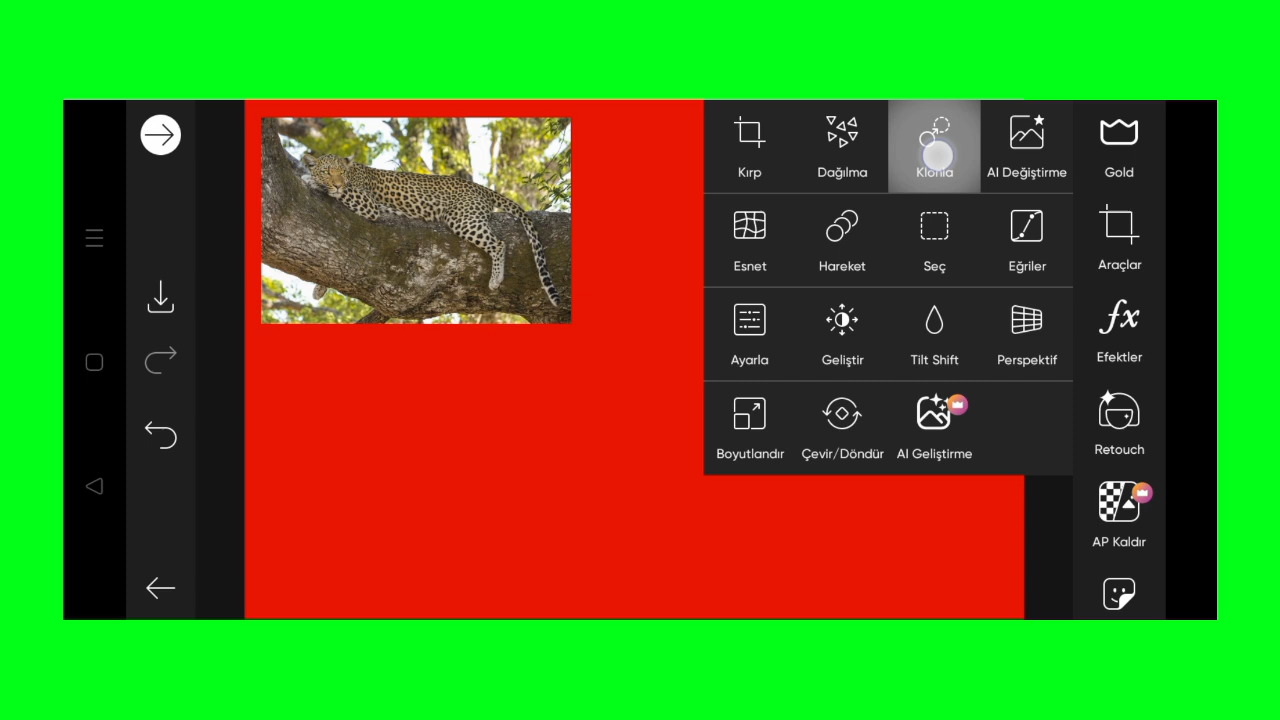 Kırp
Dağılma
Klonla
AI Değiştirme
Gold
Esnet
Hareket
Seç
Eğriler
Araçlar
Ayarla
Geliştir
Tilt Shift
Perspektif
fx
Efektler
Boyutlandır
Çevir/Döndür
AI Geliştirme
Retouch
AP Kaldır